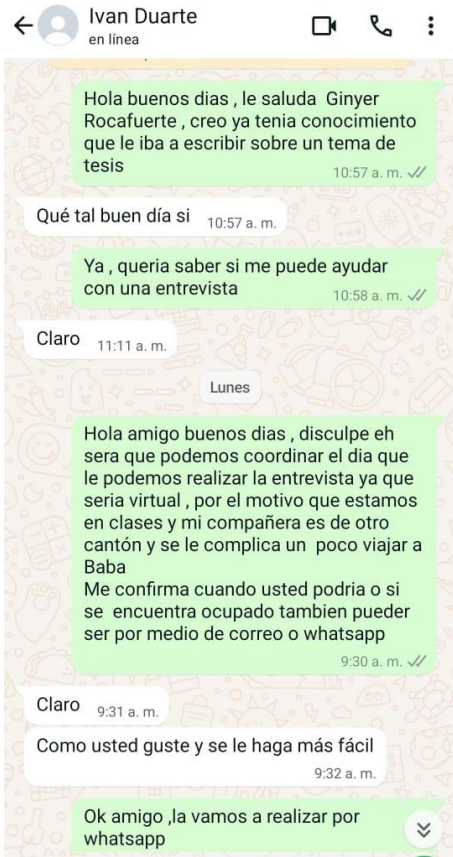 Ivan Duarte
en línea
Hola buenos dias , le saluda  Ginyer
Rocafuerte , creo ya tenia conocimiento
que le iba a escribir sobre un tema de
tesis
10:57 a. m.
Qué tal buen día si
10:57 a. m.
Ya , queria saber si me puede ayudar
con una entrevista
10:58 a. m.
Claro
11:11 a. m.
Lunes
Hola amigo buenos dias , disculpe eh
sera que podemos coordinar el dia que
le podemos realizar la entrevista ya que
seria virtual , por el motivo que estamos
en clases y mi compañera es de otro
cantón y se le complica un  poco viajar a
Baba
Me confirma cuando usted podria o si
se  encuentra ocupado tambien pueder
ser por medio de correo o whatsapp
9:30 a. m.
Claro
9:31 a. m.
Como usted guste y se le haga más fácil
9:32 a. m.
Ok amigo ,la vamos a realizar por
whatsapp